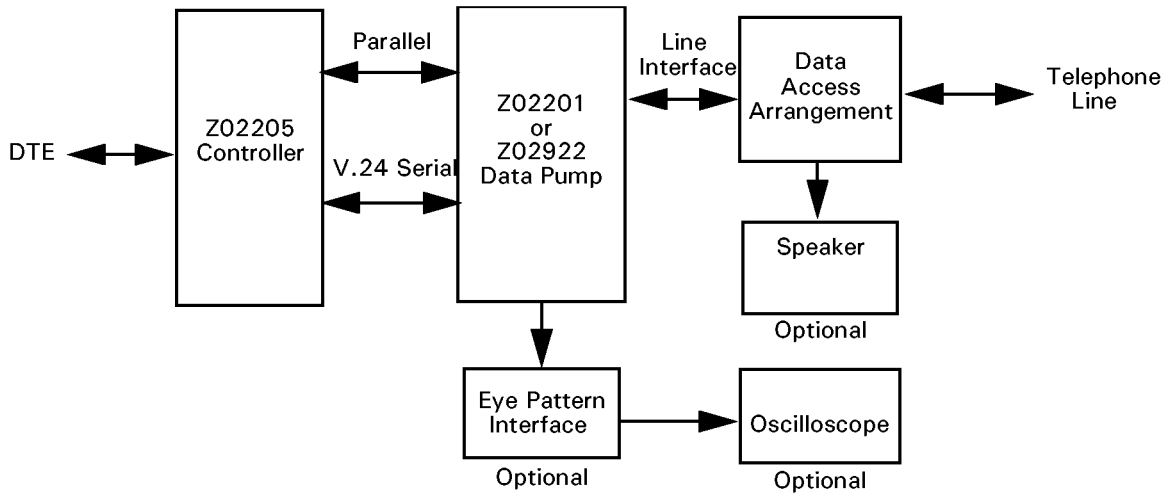 DTE
Z02205
Controller
Parallel
V.24 Serial
Z02201
or
Z02922
Data Pump
Line
Interface
Data
Access
Arrangement
Telephone
Line
Speaker
Optional
Eye Pattern
Interface
Optional
Oscilloscope
Optional